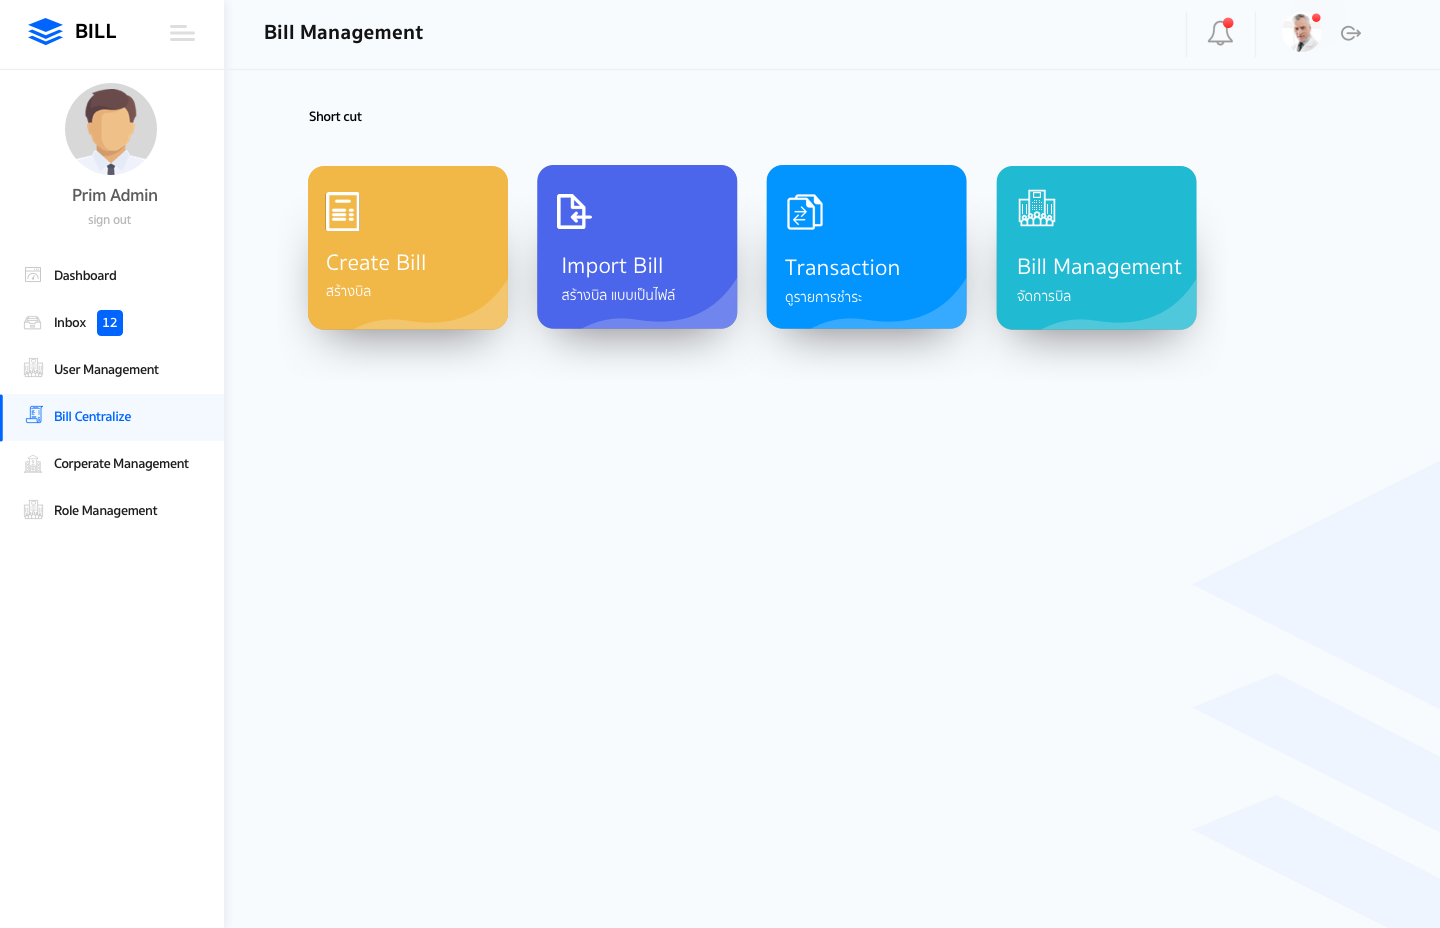 BILL
Bill Management
Prim Admin
sign out
Dashboard
Inbox 12
User Management
Bill Centralize
Corperate Management
Role Management
Short cut
Create Bill
สร้างบิล
Import Bill
สร้างบิล แบบเป็นไฟล์
Transaction
ดูรายการชำระ
Bill Management
จัดการบิล